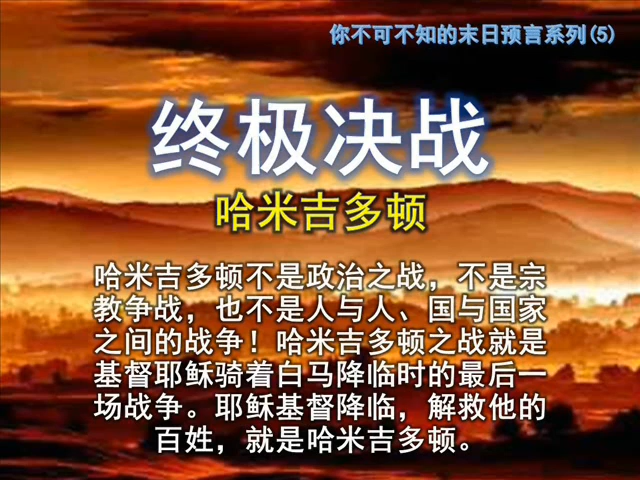 你不可不知的末日预言系列(5)
终极决战
哈米吉多顿
哈米吉多顿不是政治之战，不是宗
教争战，也不是人与人、国与国家
之间的战争！哈米吉多顿之战就是
基督耶稣骑着白马降临时的最后一
场战争。耶稣基督降临，解救他的
百姓，就是哈米吉多顿。